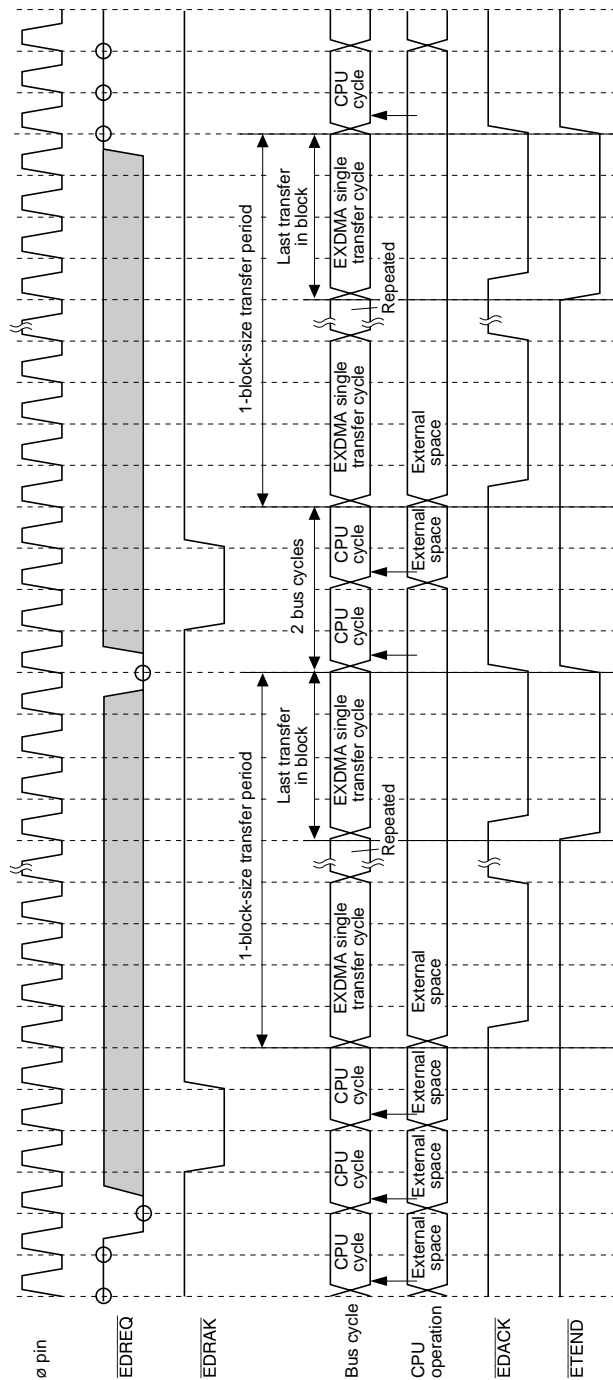 ø pin
EDREQ
EDRAK
1-block-size transfer period
1-block-size transfer period
Last transfer
in block
2 bus cycles
Last transfer
in block
Bus cycle
CPU
cycle
CPU
cycle
CPU
cycle
EXDMA single
transfer cycle
EXDMA single
transfer cycle
CPU
cycle
CPU
cycle
EXDMA single
transfer cycle
EXDMA single
transfer cycle
CPU
cycle
Repeated
Repeated
CPU
operation
External
space
External
space
External
space
External
space
External
space
External
space
EDACK
ETEND